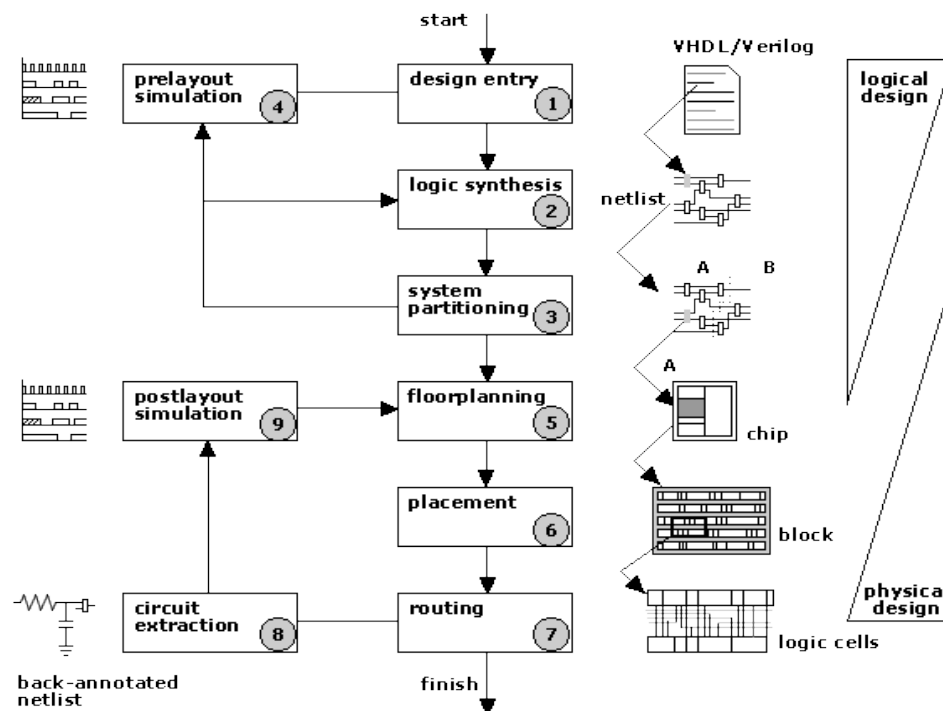 start
VHDL/Verilog
prelayout
simulation
4
design entry
1
logical
design
logic synthesis
2
netlist
A
B
system
partitioning
3
A
postlayout
simulation
9
floorplanning
5
chip
placement
6
block
circuit
extraction
8
routing
7
physical
design
logic cells
back-annotated
netlist
finish